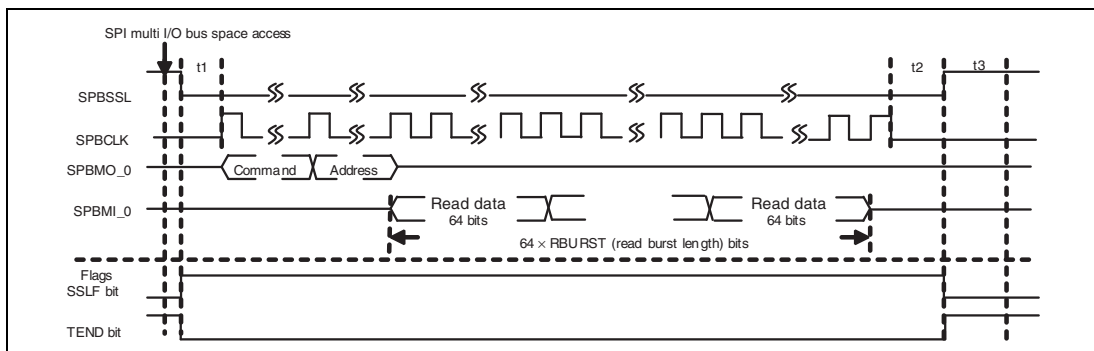 SPI multi I/O bus space access
t1
t2
t3
SPBSSL
SPBCLK
SPBMO_0
Command
Address
SPBMI_0
Read data
64 bits
Read data
64 bits
64 × RBURST (read burst length) bits
Flags
SSLF bit
TEND bit